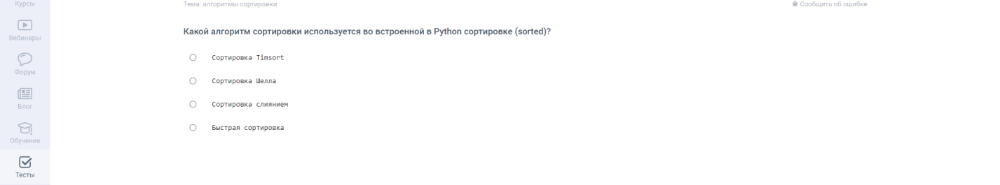 Курсы
Вебинары
Форум
Блог
Обучение
Тесты
Тема: алгоритмы сортировки
Сообщить об ошибке
Какой алгоритм сортировки используется во встроенной в Python сортировке (sorted)?
Сортировка Timsort
Сортировка Шелла
Сортировка слиянием
Быстрая сортировка